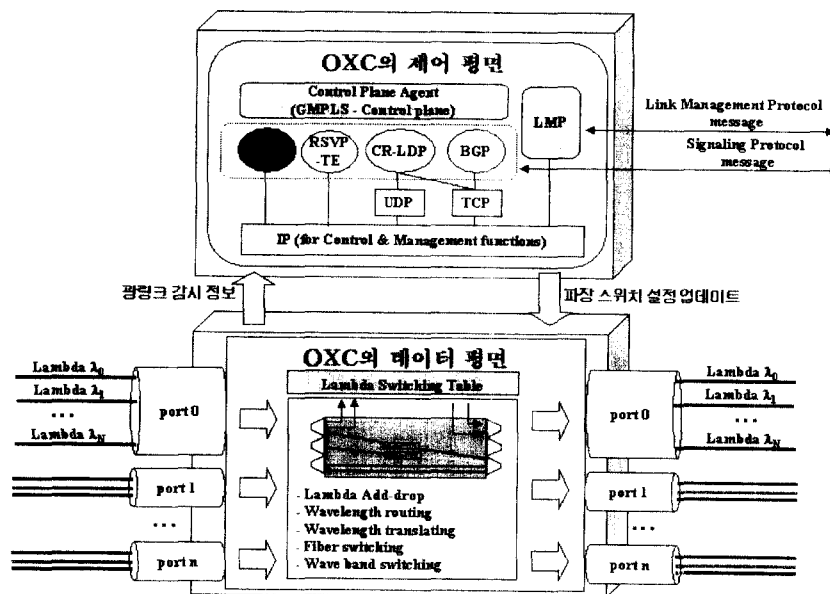 OXC의 제어 평면
Control Plane Agent
(GMPLS - Control plane)
LMP
RSVP
-TE
CR-LDP
BGP
UDP
TCP
IP (for Control & Management functions)
Link Management Protocol
message
Signaling Protocol
message
광링크 감시 정보
파장 스위치 설정 업데이트
OXC의 데이터 평면
Lambda Switching Table
Lambda λ0
Lambda λ1
...
Lambda λN
port 0
port 1
...
port n
- Lambda Add-drop
- Wavelength routing
- Wavelength translating
- Fiber switching
- Wave band switching
port 0
port 1
...
port n
Lambda λ0
Lambda λ1
...
Lambda λN